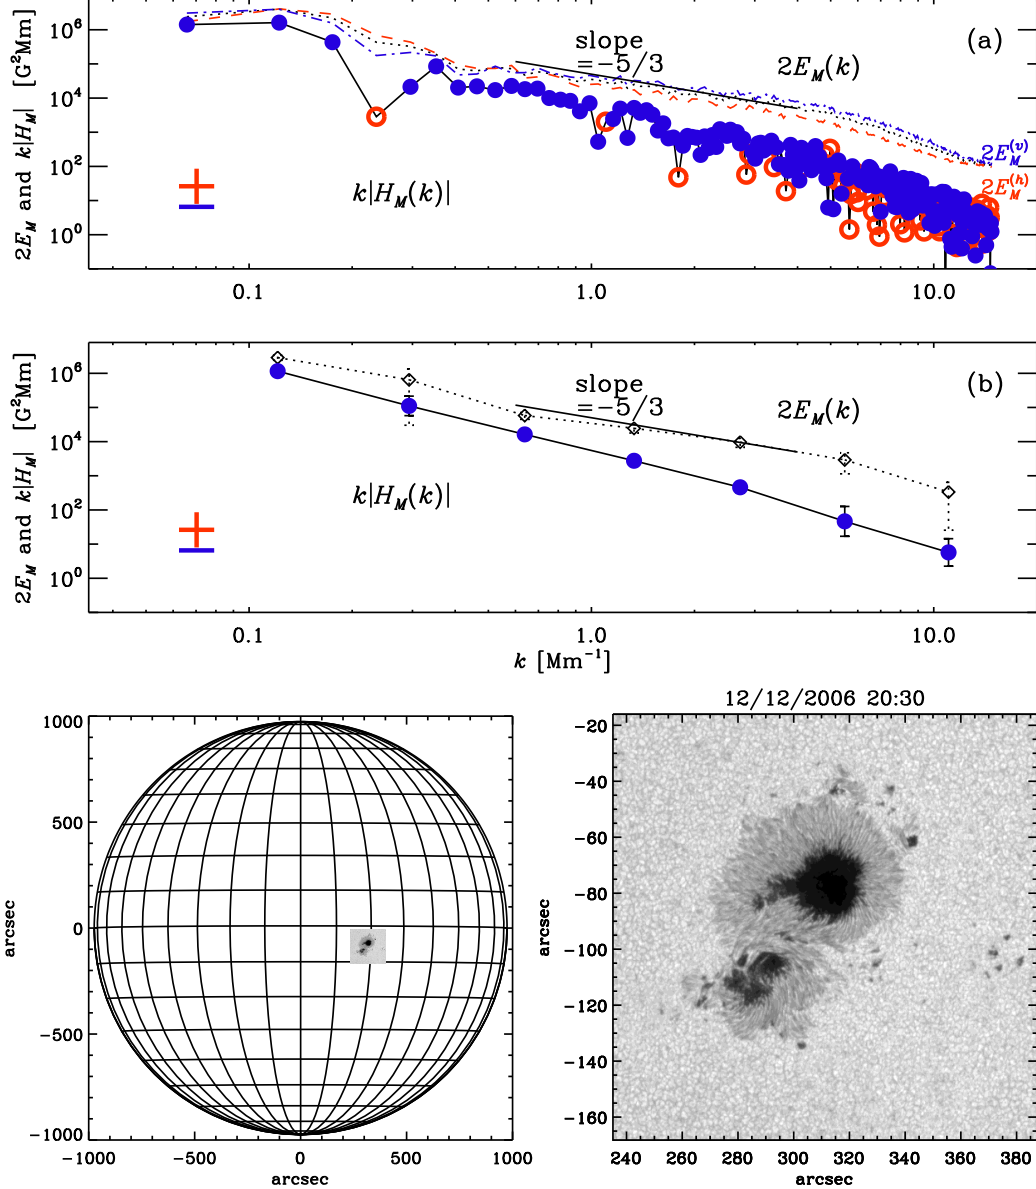 10⁶
10⁴
10²
10⁰
2E_M and k|H_M| [G²Mm]
slope
=−5/3
2E_M(k)
(a)
k|H_M(k)|
2E_M^(v)
2E_M^(h)
0.1 1.0 10.0
10⁶
10⁴
10²
10⁰
2E_M and k|H_M| [G²Mm]
slope
=−5/3
2E_M(k)
(b)
k|H_M(k)|
0.1 1.0 10.0
k [Mm⁻¹]
1000
500
0
−500
−1000
arcsec
−1000 −500 0 500 1000
arcsec
12/12/2006 20:30
−20
−40
−60
−80
−100
−120
−140
−160
arcsec
240 260 280 300 320 340 360 380
arcsec